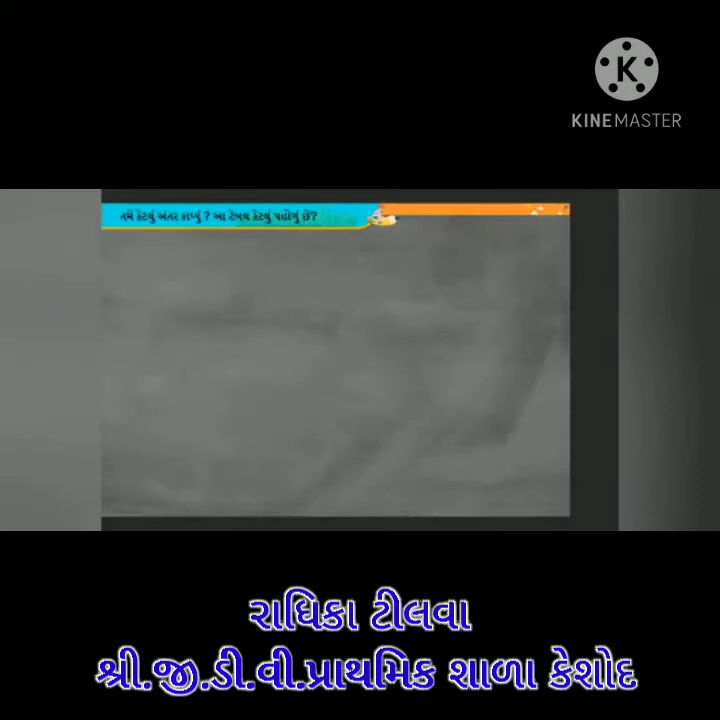 KINEMASTER
તમે કેટલું અંતર કાપ્યું ? આ ટેબલ કેટલું પહોળું છે?
રાધિકા ટીલવા
શ્રી.જી.ડી.વી.પ્રાથમિક શાળા કેશોદ